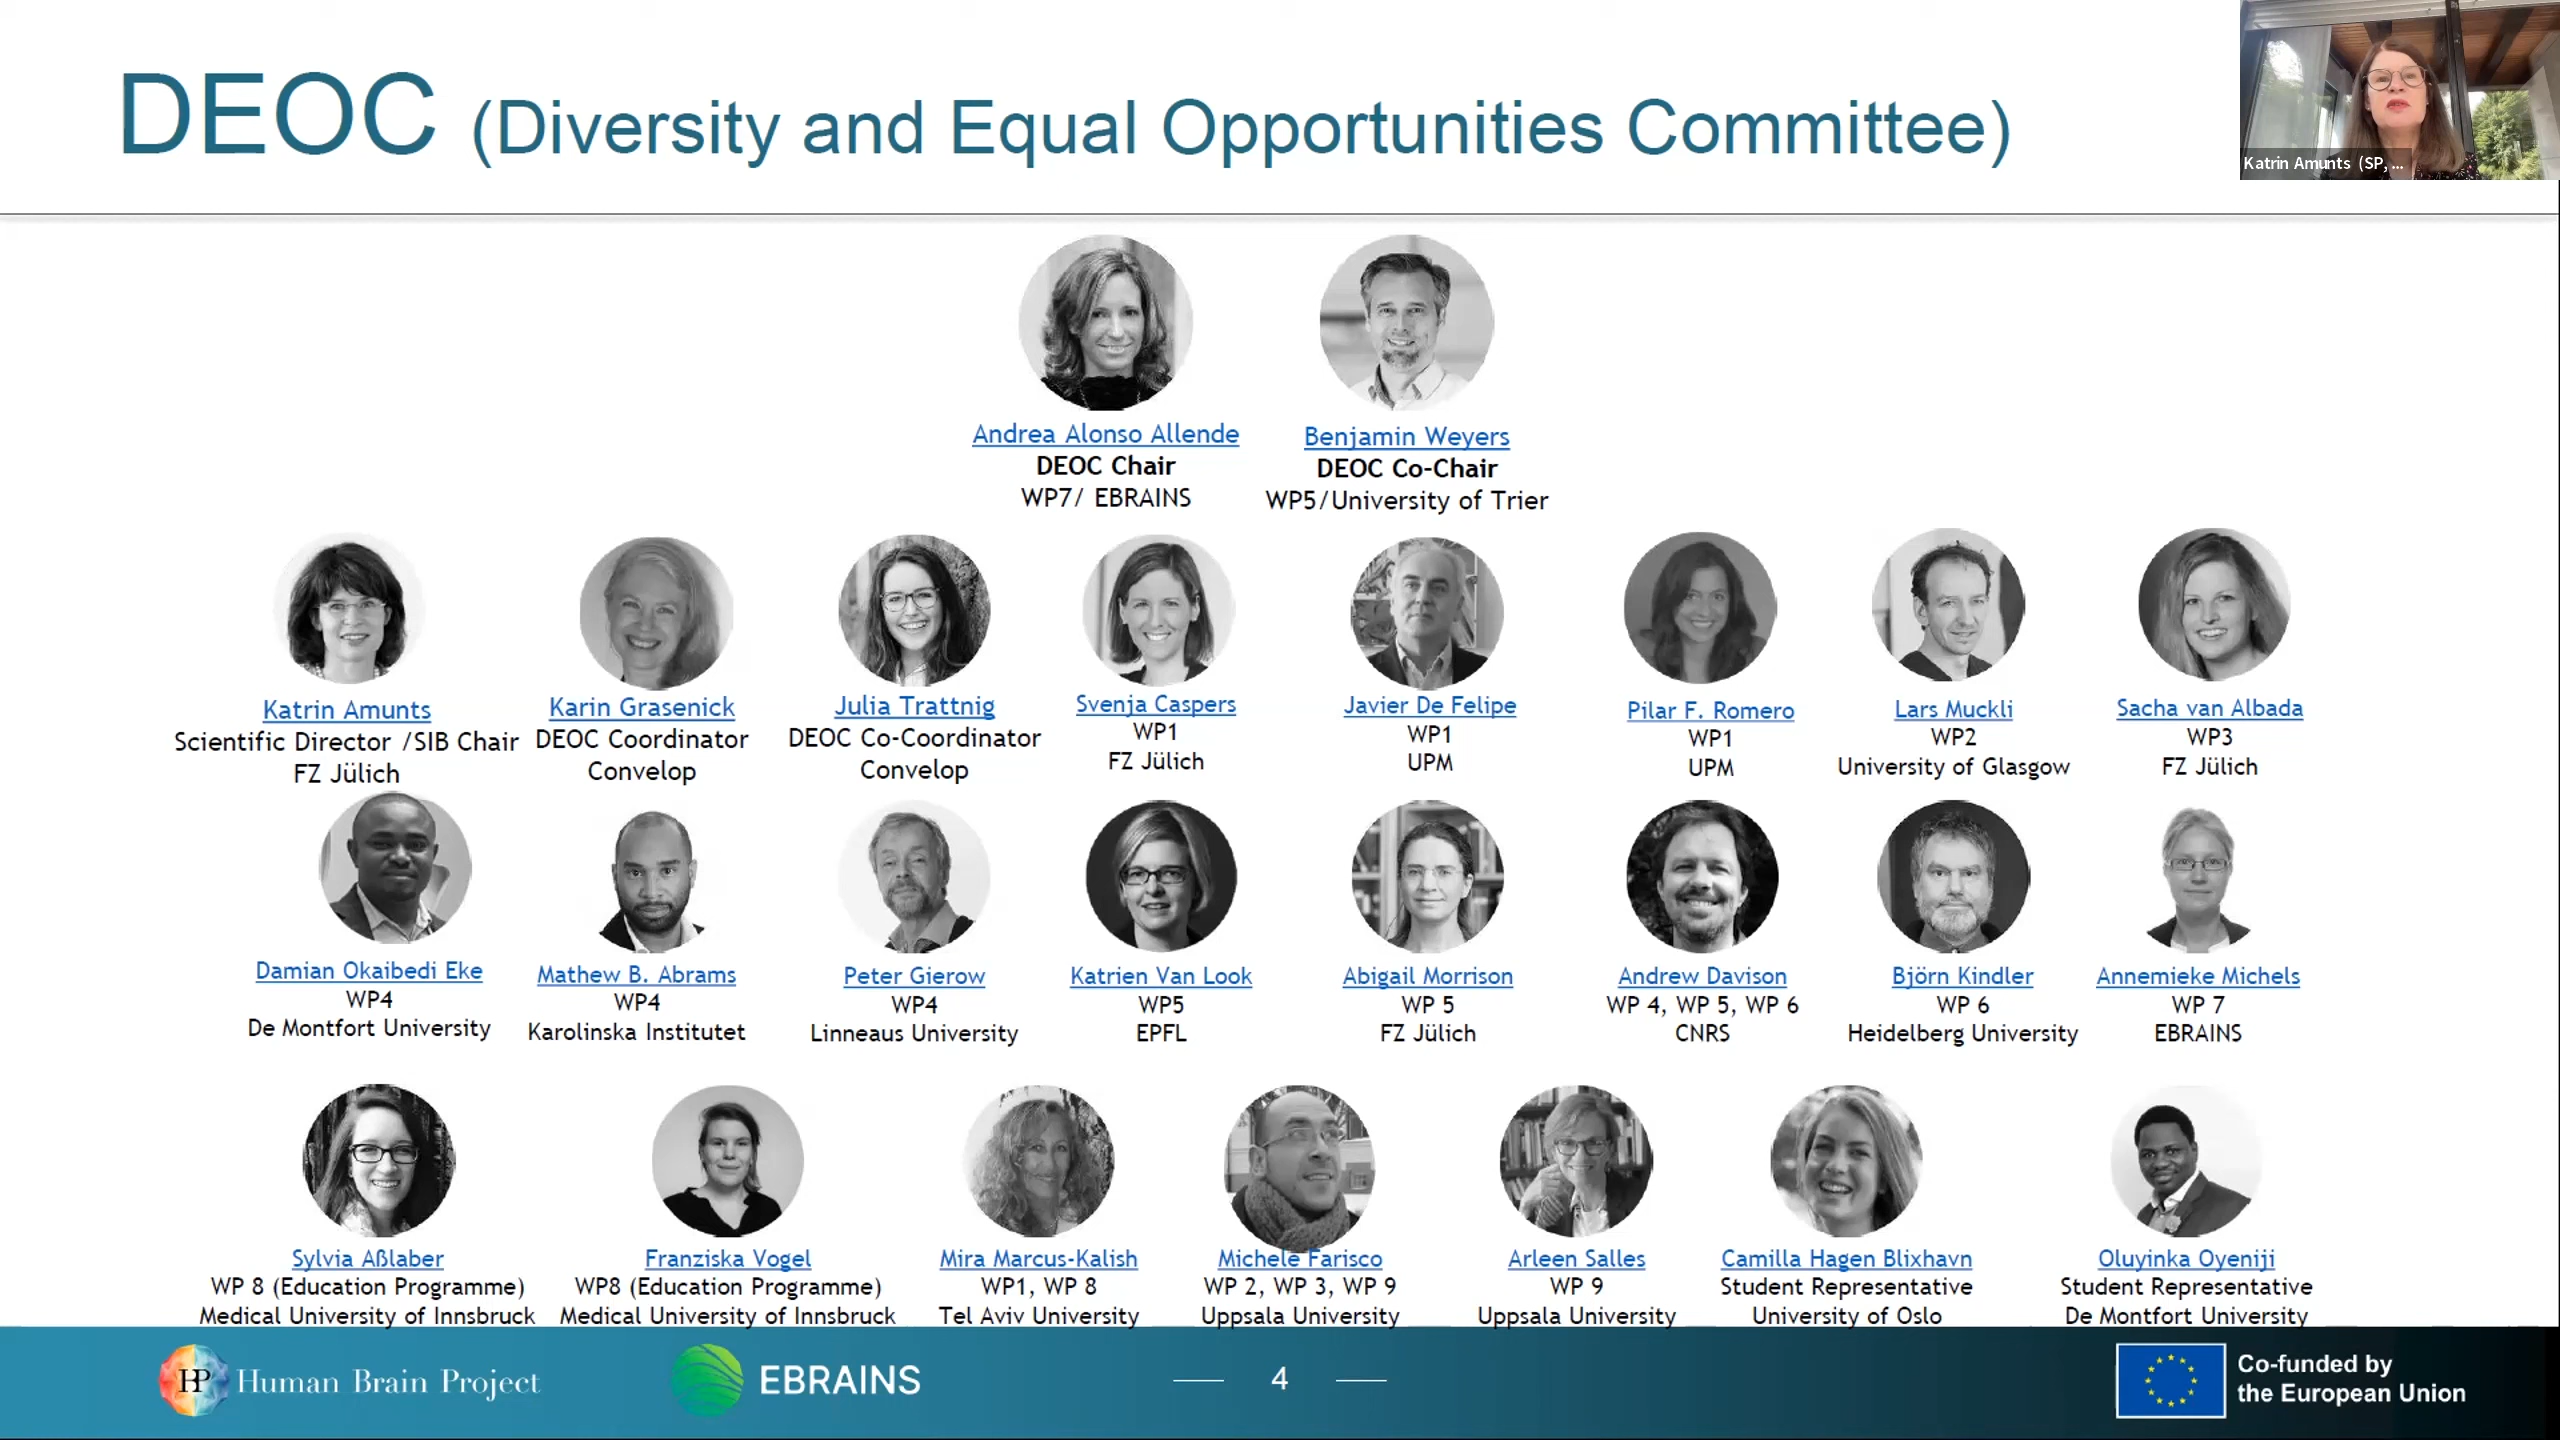 DEOC (Diversity and Equal Opportunities Committee)
Katrin Amunts (SP, ...
Andrea Alonso Allende
DEOC Chair
WP7/ EBRAINS
Benjamin Weyers
DEOC Co-Chair
WP5/University of Trier
Katrin Amunts
Scientific Director /SIB Chair
FZ Jülich
Karin Grasenick
DEOC Coordinator
Convelop
Julia Trattnig
DEOC Co-Coordinator
Convelop
Svenja Caspers
WP1
FZ Jülich
Javier De Felipe
WP1
UPM
Pilar F. Romero
WP1
UPM
Lars Muckli
WP2
University of Glasgow
Sacha van Albada
WP3
FZ Jülich
Damian Okaibedi Eke
WP4
De Montfort University
Mathew B. Abrams
WP4
Karolinska Institutet
Peter Gierow
WP4
Linneaus University
Katrien Van Look
WP5
EPFL
Abigail Morrison
WP 5
FZ Jülich
Andrew Davison
WP 4, WP 5, WP 6
CNRS
Björn Kindler
WP 6
Heidelberg University
Annemieke Michels
WP 7
EBRAINS
Sylvia Aßlaber
WP 8 (Education Programme)
Medical University of Innsbruck
Franziska Vogel
WP8 (Education Programme)
Medical University of Innsbruck
Mira Marcus-Kalish
WP1, WP 8
Tel Aviv University
Michele Farisco
WP 2, WP 3, WP 9
Uppsala University
Arleen Salles
WP 9
Uppsala University
Camilla Hagen Blixhavn
Student Representative
University of Oslo
Oluyinka Oyeniji
Student Representative
De Montfort University
HP Human Brain Project
EBRAINS
4
Co-funded by
the European Union